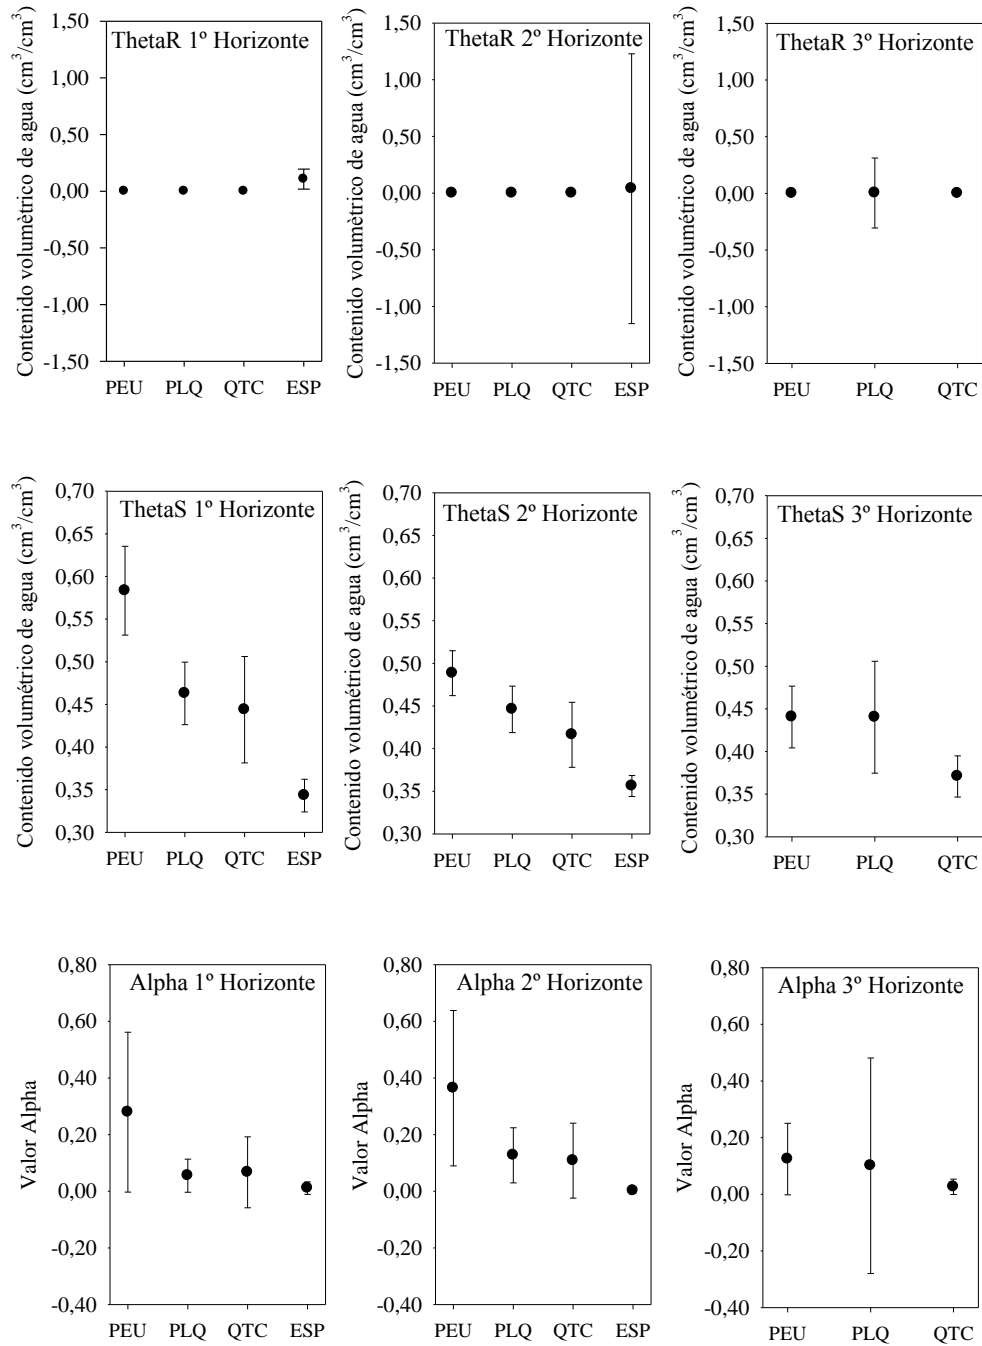 ThetaR 1º Horizonte
Contenido volumètrico de agua (cm³/cm³)
1,50
1,00
0,50
0,00
-0,50
-1,00
-1,50
PEU PLQ QTC ESP
ThetaR 2º Horizonte
Contenido volumétrico de agua (cm³/cm³)
1,50
1,00
0,50
0,00
-0,50
-1,00
-1,50
PEU PLQ QTC ESP
ThetaR 3º Horizonte
Contenido volumétrico de agua (cm³/cm³)
1,50
1,00
0,50
0,00
-0,50
-1,00
-1,50
PEU PLQ QTC
ThetaS 1º Horizonte
Contenido volumétrico de agua (cm³/cm³)
0,70
0,65
0,60
0,55
0,50
0,45
0,40
0,35
0,30
PEU PLQ QTC ESP
ThetaS 2º Horizonte
Contenido volumétrico de agua (cm³/cm³)
0,70
0,65
0,60
0,55
0,50
0,45
0,40
0,35
0,30
PEU PLQ QTC ESP
ThetaS 3º Horizonte
Contenido volumétrico de agua (cm³/cm³)
0,70
0,65
0,60
0,55
0,50
0,45
0,40
0,35
0,30
PEU PLQ QTC
Alpha 1º Horizonte
Valor Alpha
0,80
0,60
0,40
0,20
0,00
-0,20
-0,40
PEU PLQ QTC ESP
Alpha 2º Horizonte
Valor Alpha
0,80
0,60
0,40
0,20
0,00
-0,20
-0,40
PEU PLQ QTC ESP
Alpha 3º Horizonte
Valor Alpha
0,80
0,60
0,40
0,20
0,00
-0,20
-0,40
PEU PLQ QTC